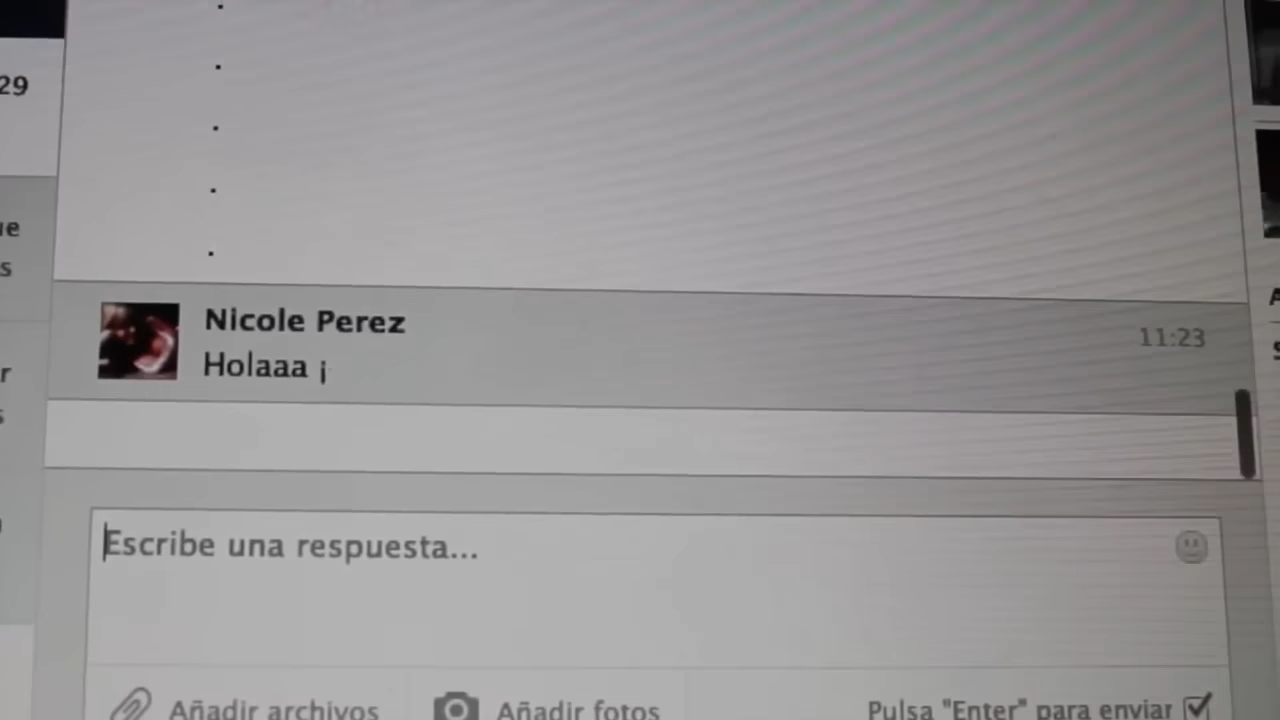 29
Nicole Perez
11:23
Holaaa ¡
Escribe una respuesta...
Añadir archivos
Añadir fotos
Pulsa "Enter" para enviar